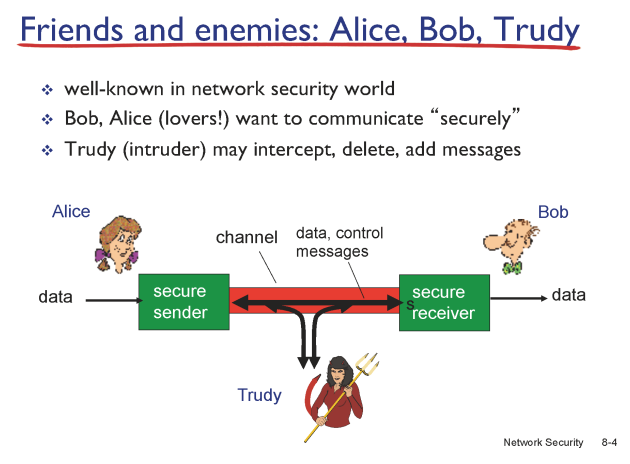 Friends and enemies: Alice, Bob, Trudy
well-known in network security world
Bob, Alice (lovers!) want to communicate “securely”
Trudy (intruder) may intercept, delete, add messages
Alice
Bob
channel
data, control
messages
data
secure
sender
s
secure
receiver
data
Trudy
Network Security 8-4